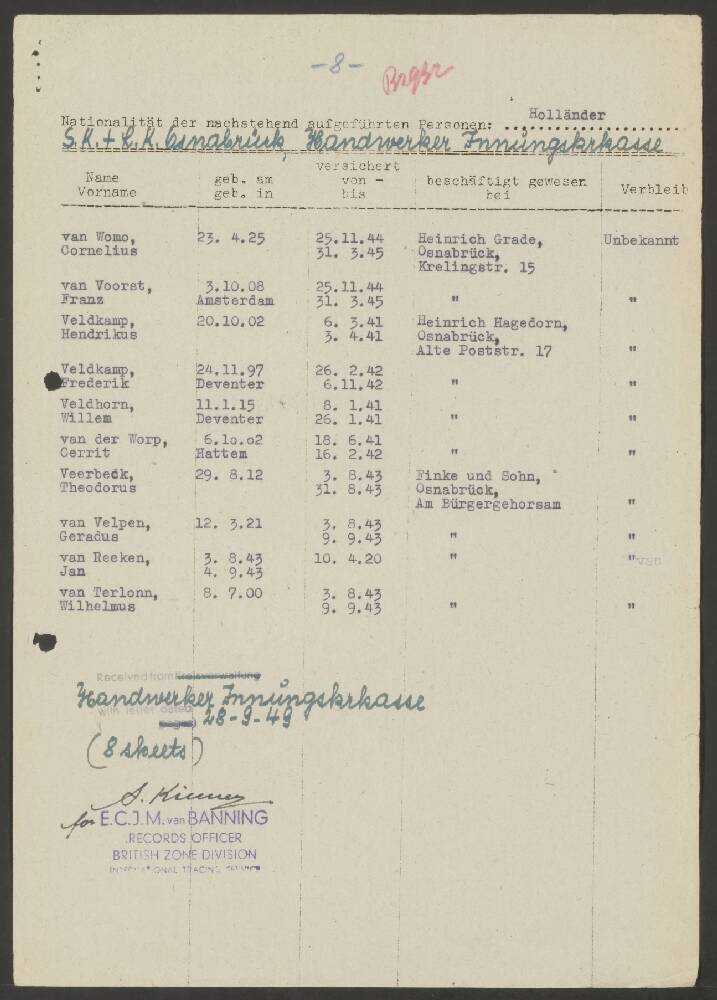 -8-
Nationalität der nachstehend aufgeführten Personen: Holländer
S.K. + L.K. Osnabrück Handwerker Innungskrkasse
Name Vorname geb. am geb. in versichert von - bis beschäftigt gewesen bei Verbleib
van Womo, 23. 4.25 25.11.44 Heinrich Grade, Unbekannt
Cornelius 31. 3.45 Osnabrück,
Krelingstr. 15
van Voorst, 3.10.08 25.11.44
Franz Amsterdam 31. 3.45 " "
Veldkamp, 20.10.02 6. 3.41 Heinrich Hagedorn,
Hendrikus 3. 4.41 Osnabrück,
Alte Poststr. 17 "
Veldkamp, 24.11.97 26. 2.42
Frederik Deventer 6.11.42 " "
Veldhorn, 11.1.15 8. 1.41
Willem Deventer 26. 1.41 " "
van der Worp, 6.10.02 18. 6.41
Gerrit Hattem 16. 2.42 " "
Veerbeck, 29. 8.12 3. 8.43 Finke und Sohn,
Theodorus 31. 8.43 Osnabrück,
Am Bürgergehorsam "
van Velpen, 12. 3.21 3. 8.43
Geradus 9. 9.43 " "
van Reeken, 3. 8.43 10. 4.20 " "
Jan 4. 9.43
van Terlonn, 8. 7.00 3. 8.43
Wilhelmus 9. 9.43 " "
Received from Kreisverwaltung
Handwerker Innungskrkasse
with letter dated
28-9-49
(8 sheets)
S. Kinney
for E.C.J.M. van BANNING
RECORDS OFFICER
BRITISH ZONE DIVISION
INTERNATIONAL TRACING SERVICE